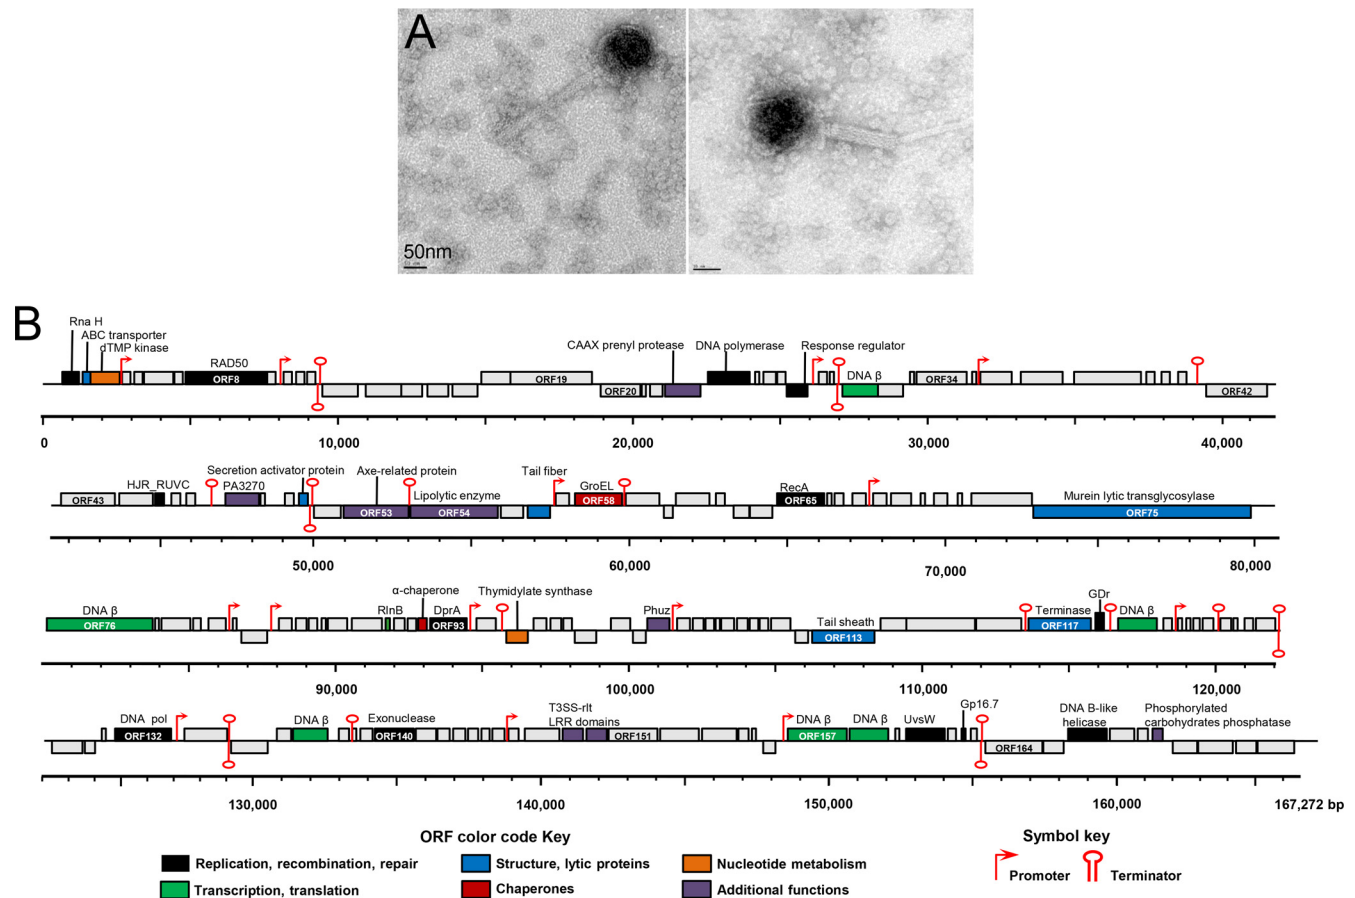 A
50nm
B
Rna H
ABC transporter
dTMP kinase
RAD50
CAAX prenyl protease
DNA polymerase
Response regulator
DNA β
ORF8
ORF19
ORF20
ORF34
ORF42
0
10,000
20,000
30,000
40,000
HJR_RUVC
Secretion activator protein
PA3270
Axe-related protein
Lipolytic enzyme
Tail fiber
GroEL
RecA
Murein lytic transglycosylase
ORF43
ORF53
ORF54
ORF58
ORF65
ORF75
50,000
60,000
70,000
80,000
DNA β
RlnB
α-chaperone
DprA
Thymidylate synthase
Phuz
Tail sheath
Terminase
GDr
DNA β
ORF76
ORF93
ORF113
ORF117
90,000
100,000
110,000
120,000
DNA pol
DNA β
Exonuclease
T3SS-rlt
LRR domains
DNA β
DNA β
UvsW
Gp16.7
DNA B-like
helicase
Phosphorylated
carbohydrates phosphatase
ORF132
ORF140
ORF151
ORF157
ORF164
130,000
140,000
150,000
160,000
167,272 bp
ORF color code Key
Symbol key
Replication, recombination, repair
Structure, lytic proteins
Nucleotide metabolism
Transcription, translation
Chaperones
Additional functions
Promoter
Terminator